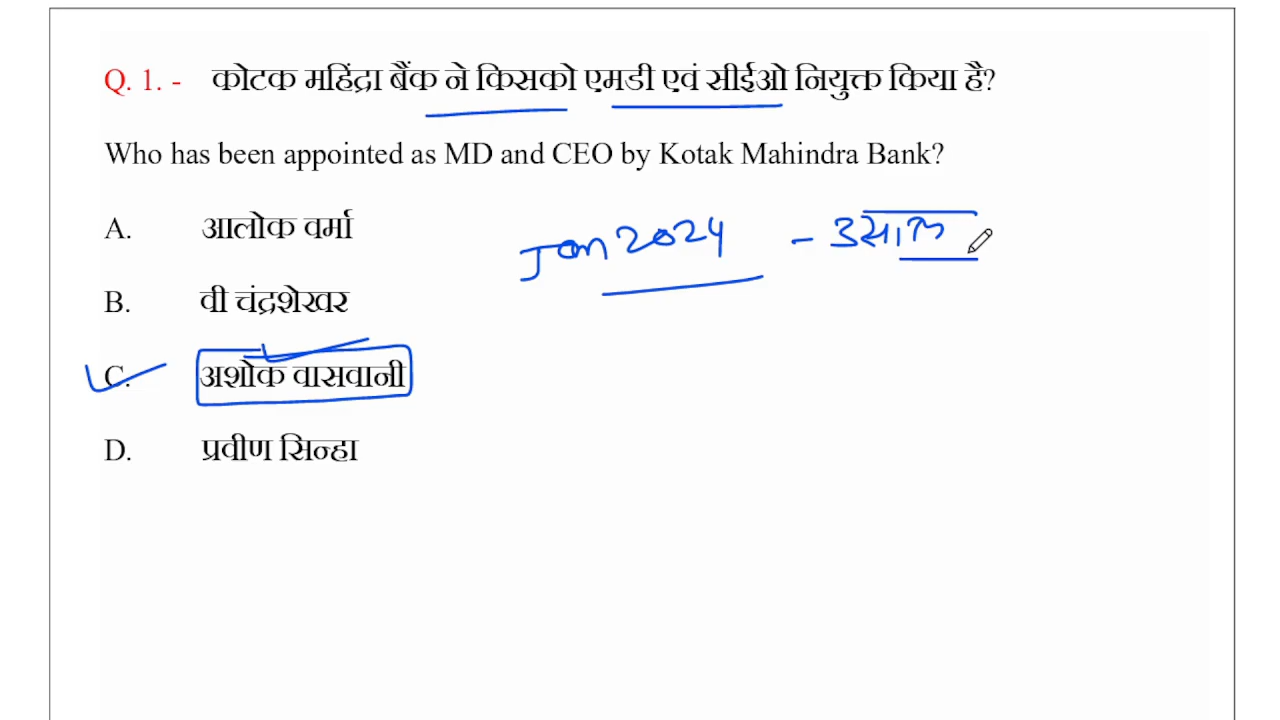 Q. 1. - कोटक महिंद्रा बैंक ने किसको एमडी एवं सीईओ नियुक्त किया है?
Who has been appointed as MD and CEO by Kotak Mahindra Bank?
A. आलोक वर्मा
Jan 2024 - 3साल
B. वी चंद्रशेखर
C. अशोक वासवानी
D. प्रवीण सिन्हा